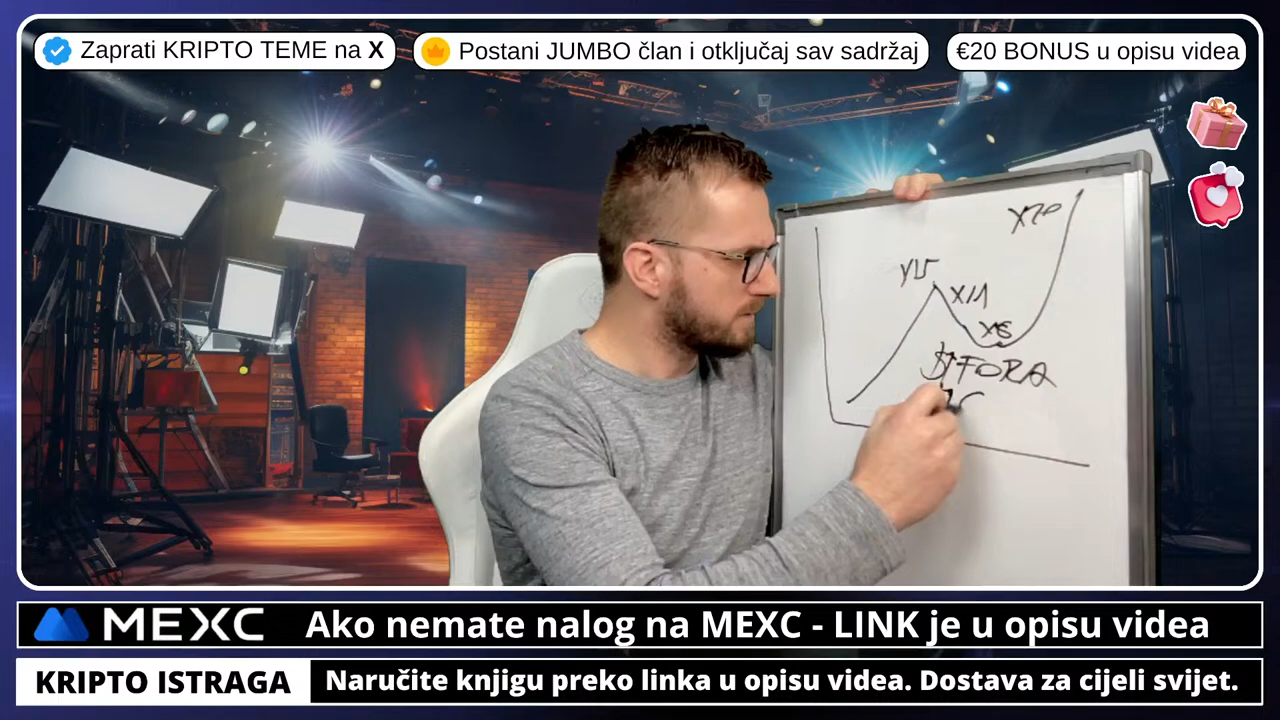 Zaprati KRIPTO TEME na X
Postani JUMBO član i otključaj sav sadržaj
€20 BONUS u opisu videa
X70
X15
X11
X6
$FORA
MEXC Ako nemate nalog na MEXC - LINK je u opisu videa
KRIPTO ISTRAGA Naručite knjigu preko linka u opisu videa. Dostava za cijeli svijet.